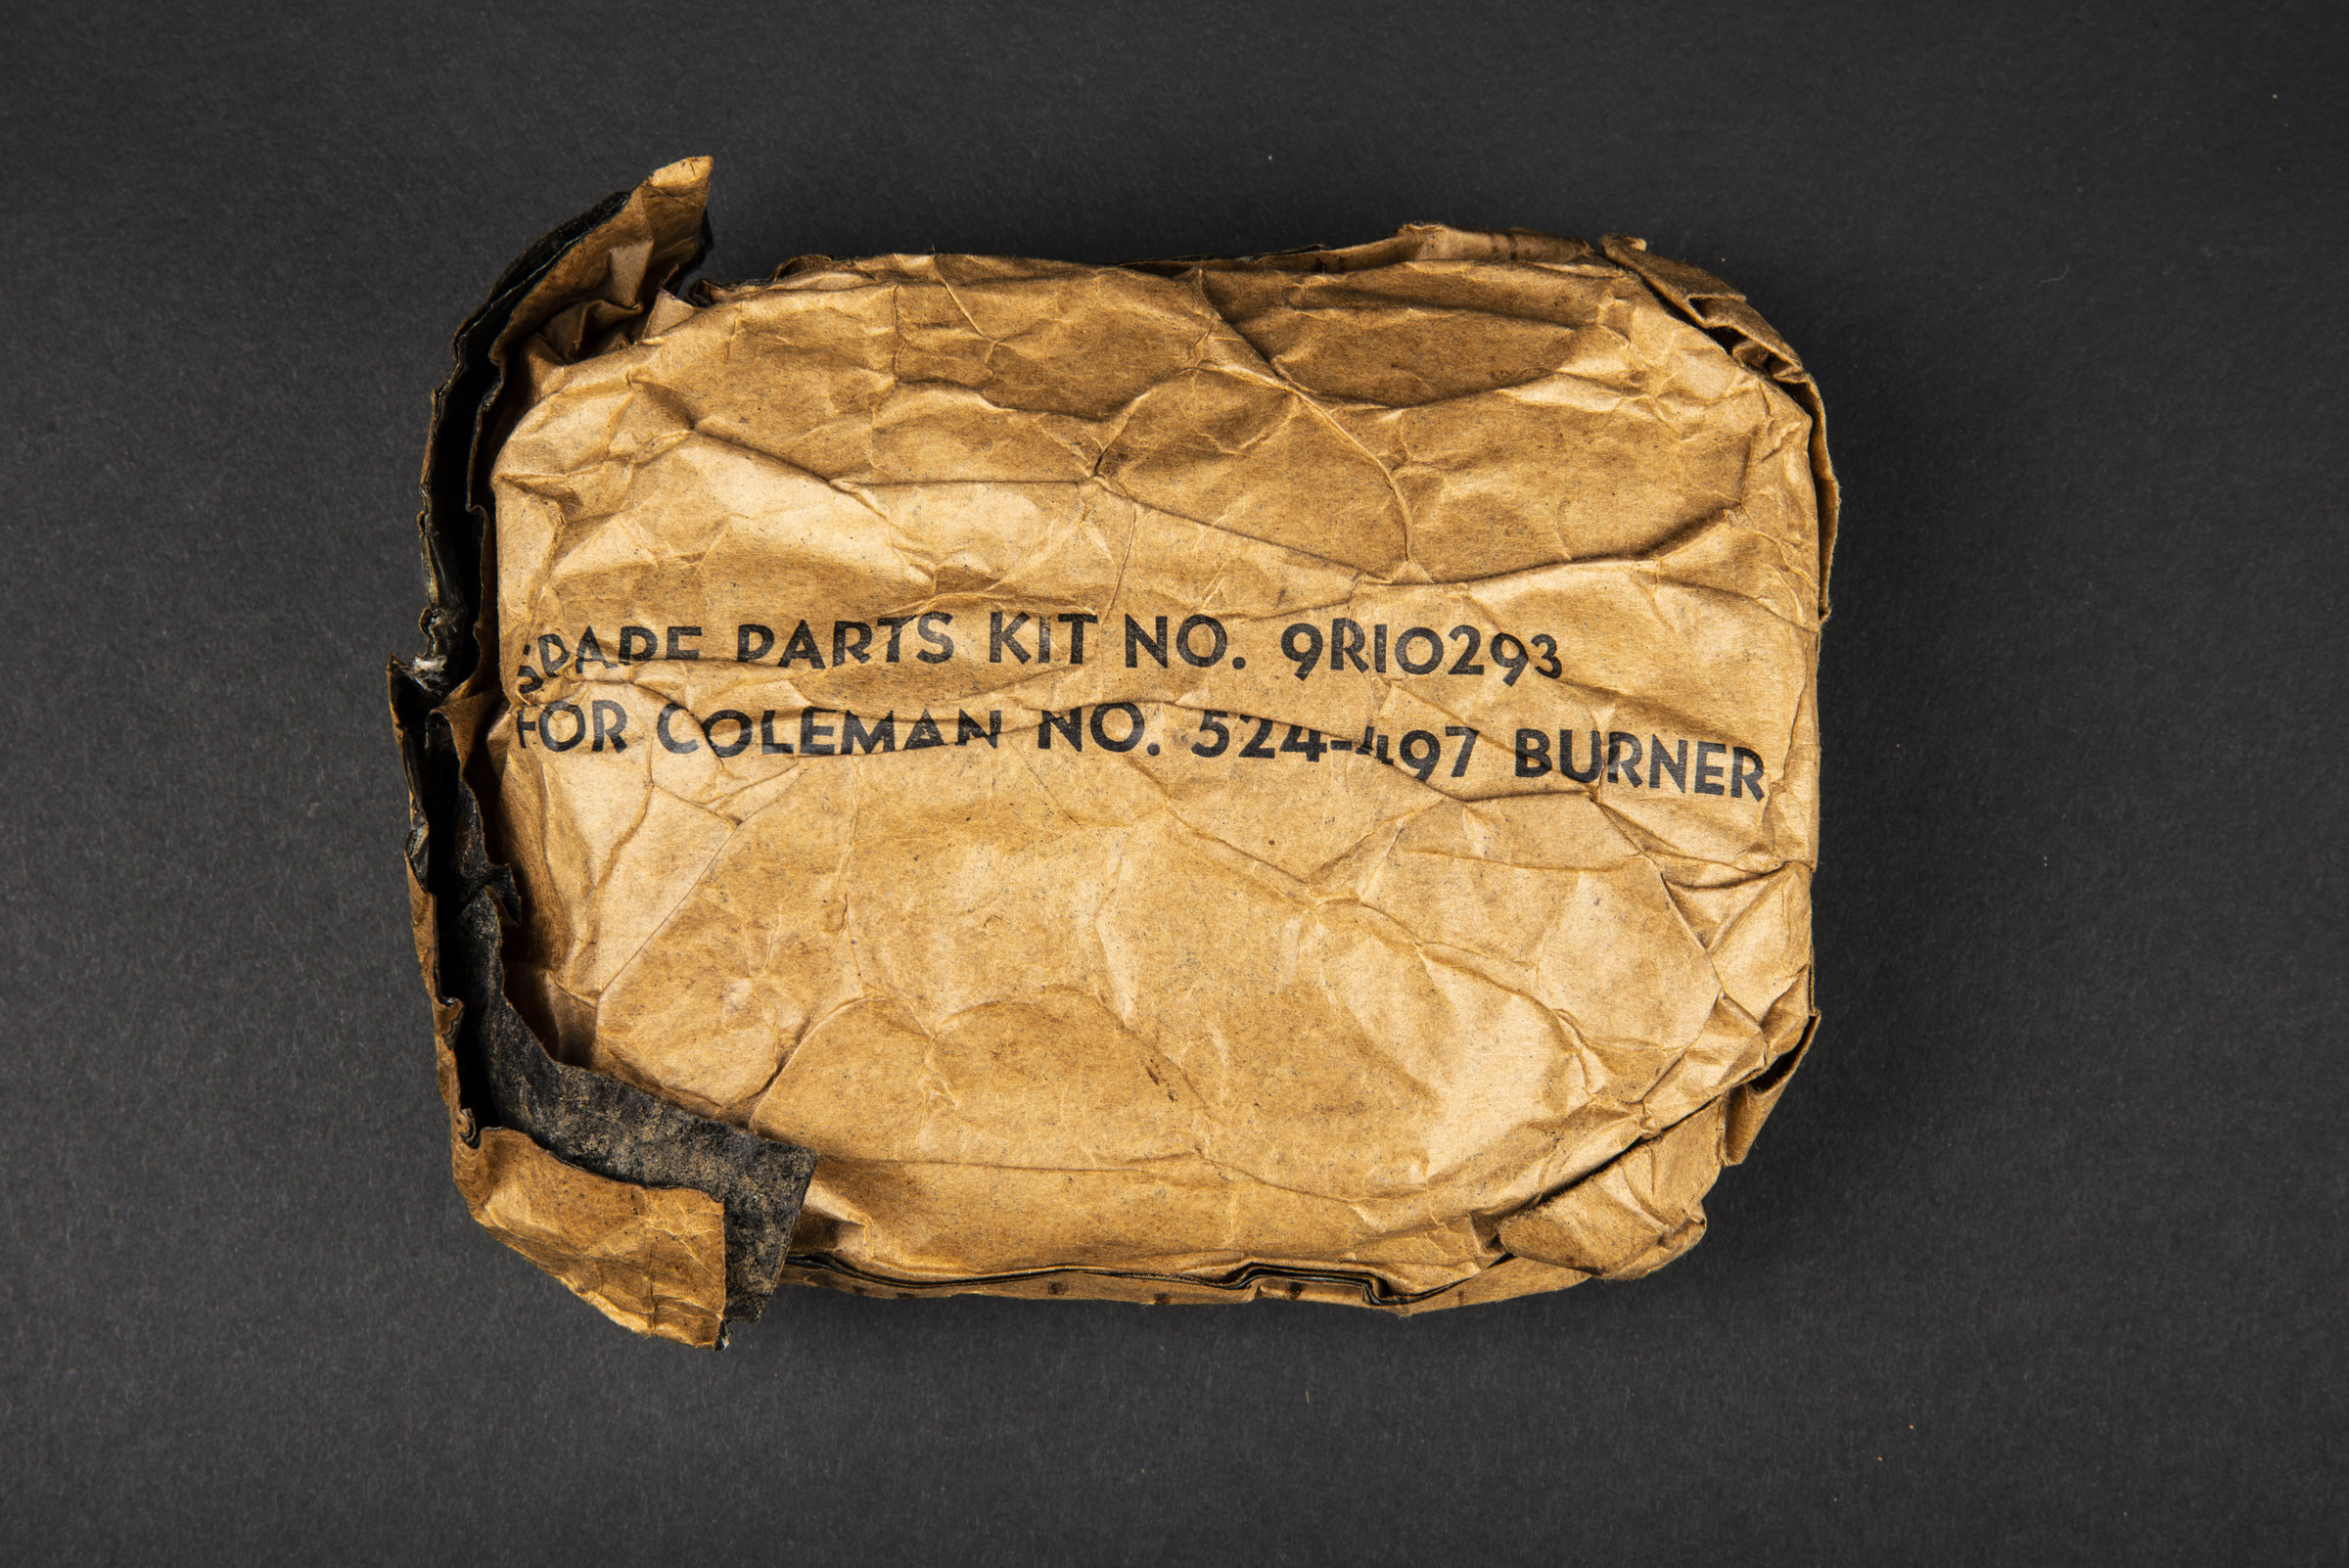 SPARE PARTS KIT NO. 9R10293
FOR COLEMAN NO. 524-497 BURNER